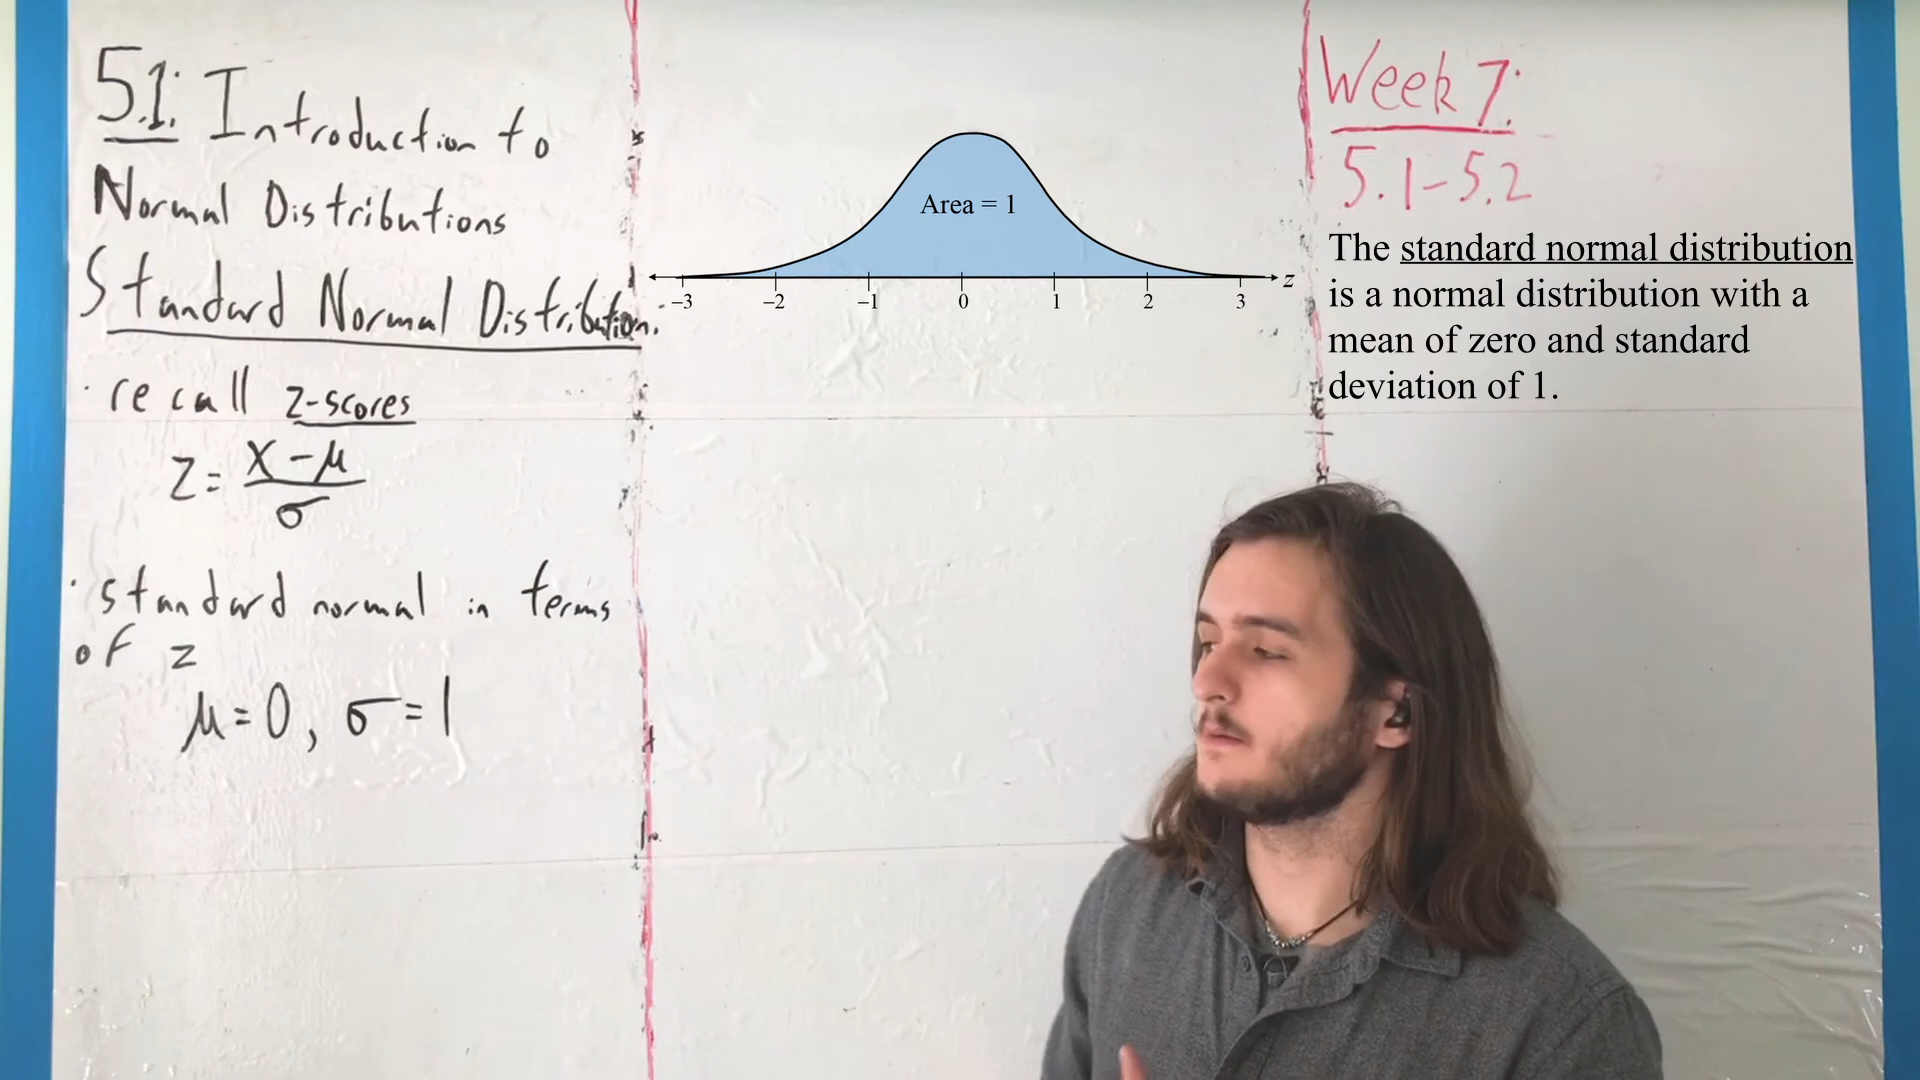 5.1: Introduction to
Normal Distributions
Standard Normal Distribution.
· recall z-scores
z = x - μ / σ
· standard normal in terms
of z
μ = 0, σ = 1
Area = 1
−3 −2 −1 0 1 2 3 z
Week 7:
5.1-5.2
The standard normal distribution
is a normal distribution with a
mean of zero and standard
deviation of 1.